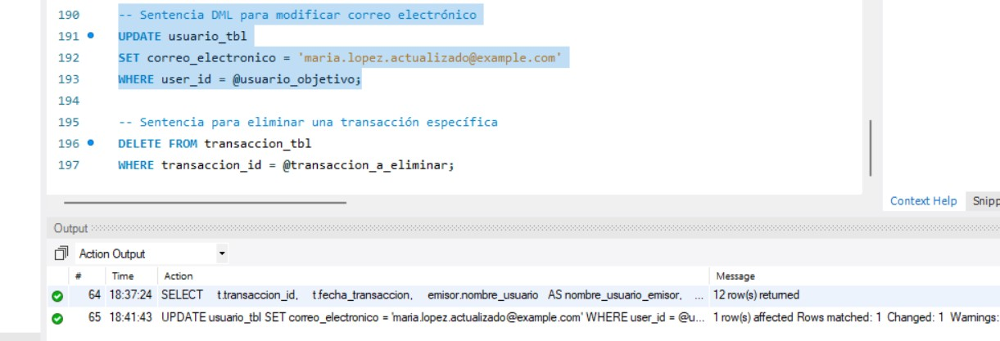 190 -- Sentencia DML para modificar correo electrónico
191 UPDATE usuario_tbl
192 SET correo_electronico = 'maria.lopez.actualizado@example.com'
193 WHERE user_id = @usuario_objetivo;
194
195 -- Sentencia para eliminar una transacción específica
196 DELETE FROM transaccion_tbl
197 WHERE transaccion_id = @transaccion_a_eliminar;
Context Help Snipp
Output
Action Output
# Time Action Message
64 18:37:24 SELECT t.transaccion_id, t.fecha_transaccion, emisor.nombre_usuario AS nombre_usuario_emisor, ... 12 row(s) returned
65 18:41:43 UPDATE usuario_tbl SET correo_electronico = 'maria.lopez.actualizado@example.com' WHERE user_id = @u... 1 row(s) affected Rows matched: 1 Changed: 1 Warnings: